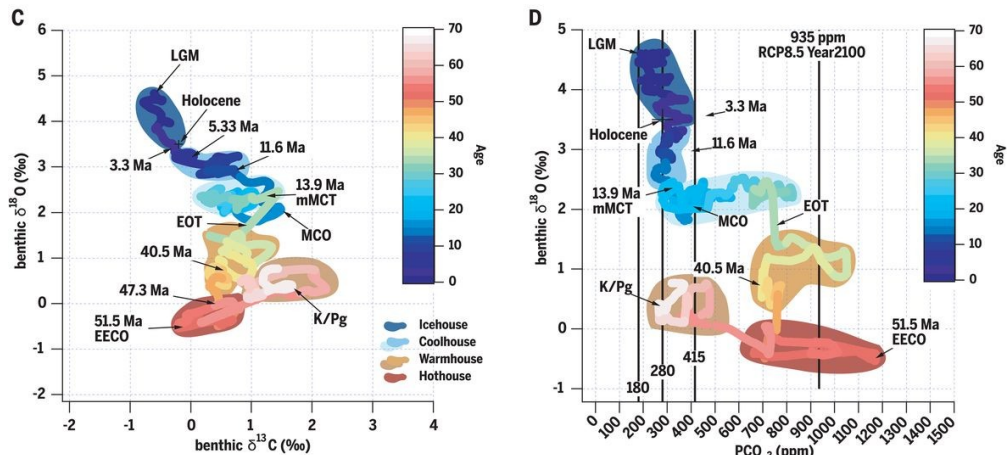 C
6
5
4
3
2
1
0
-1
-2
benthic δ18O (‰)
-2
-1
0
1
2
3
4
benthic δ13C (‰)
LGM
Holocene
5.33 Ma
3.3 Ma
11.6 Ma
13.9 Ma
mMCT
EOT
MCO
40.5 Ma
47.3 Ma
K/Pg
51.5 Ma
EECO
Icehouse
Coolhouse
Warmhouse
Hothouse
70
60
50
40
30
20
10
0
Age
D
935 ppm
RCP8.5 Year2100
5
4
3
2
1
0
-1
benthic δ18O (‰)
LGM
3.3 Ma
Holocene
11.6 Ma
13.9 Ma
mMCT
MCO
EOT
40.5 Ma
K/Pg
51.5 Ma
EECO
415
280
180
0
100
200
300
400
500
600
700
800
900
1000
1100
1200
1300
1400
1500
PCO2 (ppm)
70
60
50
40
30
20
10
0
Age